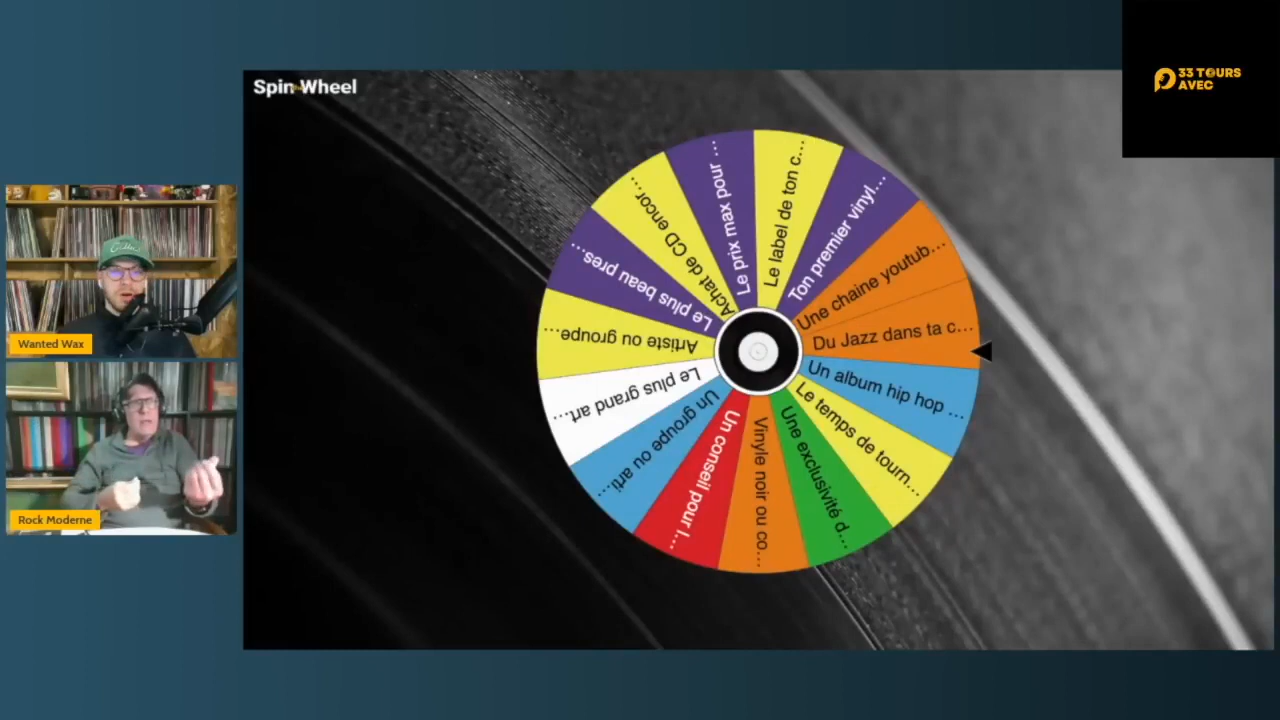 Spin the Wheel
33 TOURS
AVEC
Le label de ton c...
Ton premier vinyl...
Une chaine youtub...
Du Jazz dans ta c...
Un album hip hop ...
Le temps de tourn...
Une exclusivité d...
Vinyle noir ou co...
Un conseil pour l...
Un groupe ou arti...
Le plus grand art...
Artiste ou groupe...
Le plus beau pres...
Achat de CD encor...
Le prix max pour ...
Wanted Wax
Rock Moderne